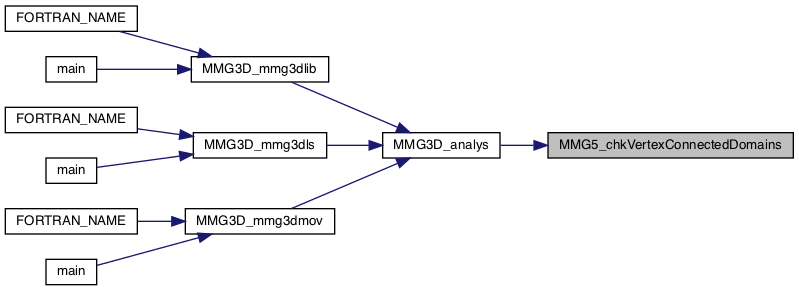 FORTRAN_NAME
main
MMG3D_mmg3dlib
FORTRAN_NAME
main
MMG3D_mmg3dls
MMG3D_analys
MMG5_chkVertexConnectedDomains
FORTRAN_NAME
main
MMG3D_mmg3dmov